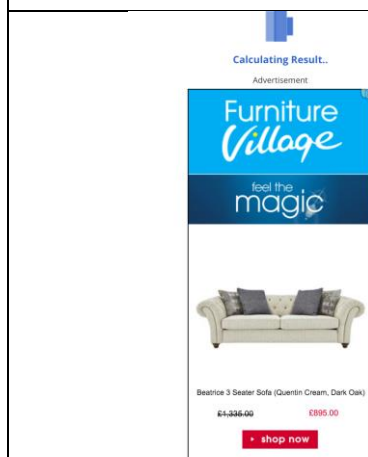 Calculating Result..
Advertisement
Furniture
Village
feel the
magic
Beatrice 3 Seater Sofa (Quentin Cream, Dark Oak)
£1,335.00 £895.00
shop now